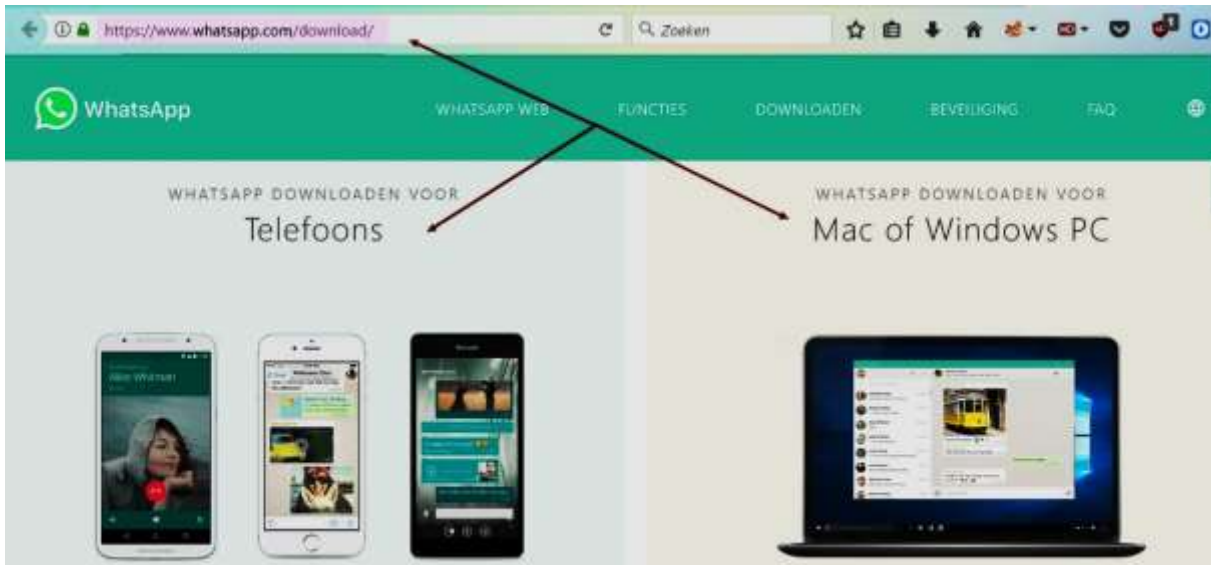 https://www.whatsapp.com/download/
Zoeken
1
WhatsApp
WHATSAPP WEB FUNCTIES DOWNLOADEN BEVEILIGING FAQ
WHATSAPP DOWNLOADEN VOOR
Telefoons
WHATSAPP DOWNLOADEN VOOR
Mac of Windows PC